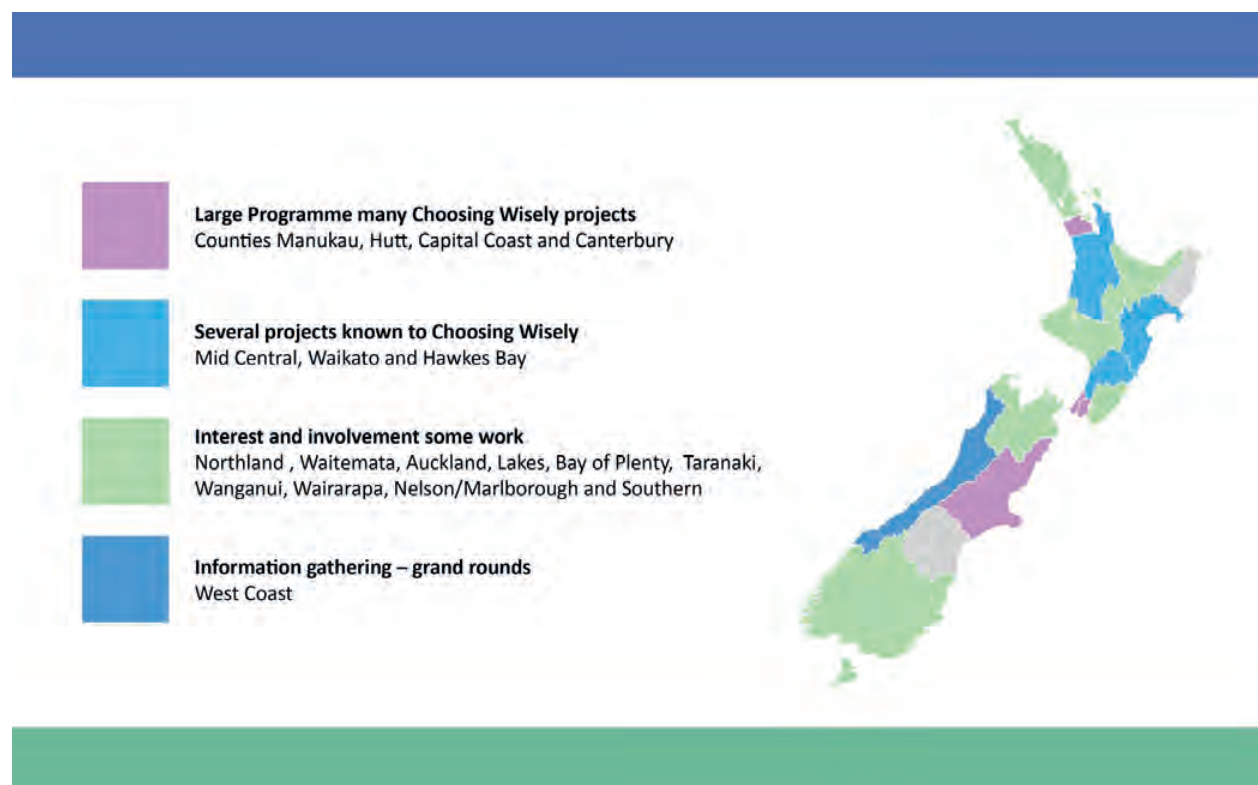 Large Programme many Choosing Wisely projects
Counties Manukau, Hutt, Capital Coast and Canterbury
Several projects known to Choosing Wisely
Mid Central, Waikato and Hawkes Bay
Interest and involvement some work
Northland , Waitemata, Auckland, Lakes, Bay of Plenty, Taranaki,
Wanganui, Wairarapa, Nelson/Marlborough and Southern
Information gathering – grand rounds
West Coast